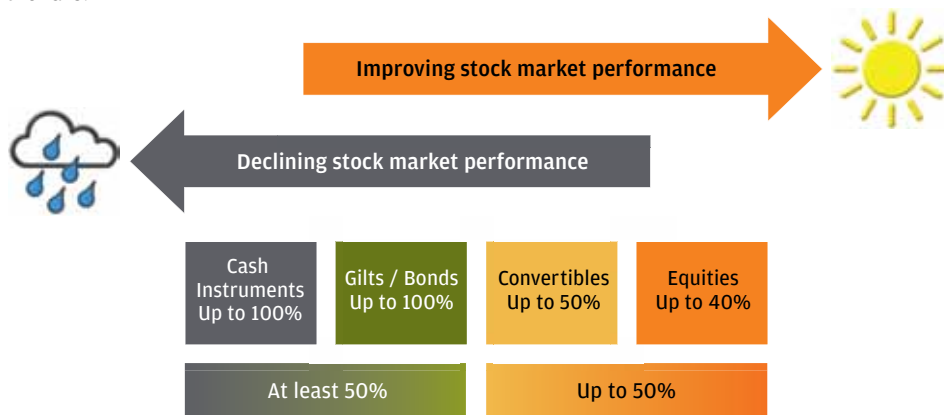 Improving stock market performance
Declining stock market performance
Cash
Instruments
Up to 100%
Gilts / Bonds
Up to 100%
Convertibles
Up to 50%
Equities
Up to 40%
At least 50%
Up to 50%